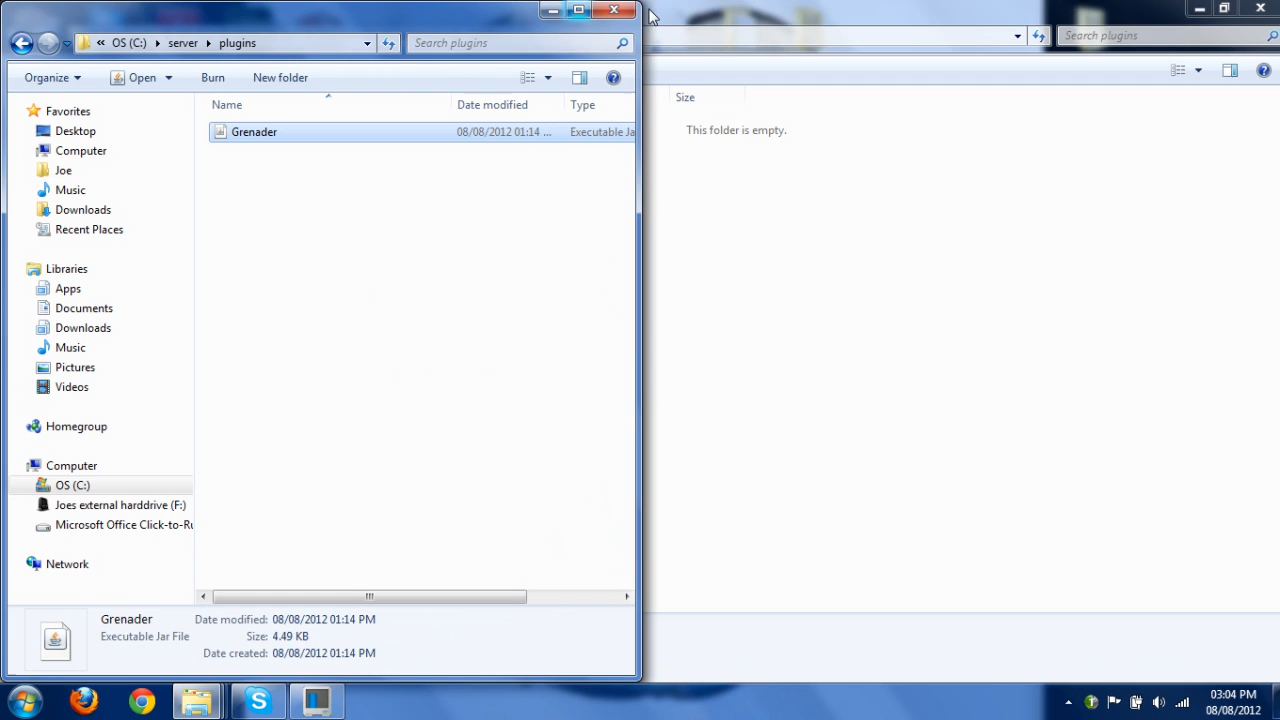 OS (C:) server plugins
Search plugins
Search plugins
Organize Open Burn New folder
Name Date modified Type
Size
Grenader 08/08/2012 01:14 ... Executable Ja
This folder is empty.
Favorites
Desktop
Computer
Joe
Music
Downloads
Recent Places
Libraries
Apps
Documents
Downloads
Music
Pictures
Videos
Homegroup
Computer
OS (C:)
Joes external harddrive (F:)
Microsoft Office Click-to-Ru
Network
Grenader Date modified: 08/08/2012 01:14 PM
Executable Jar File Size: 4.49 KB
Date created: 08/08/2012 01:14 PM
03:04 PM
08/08/2012